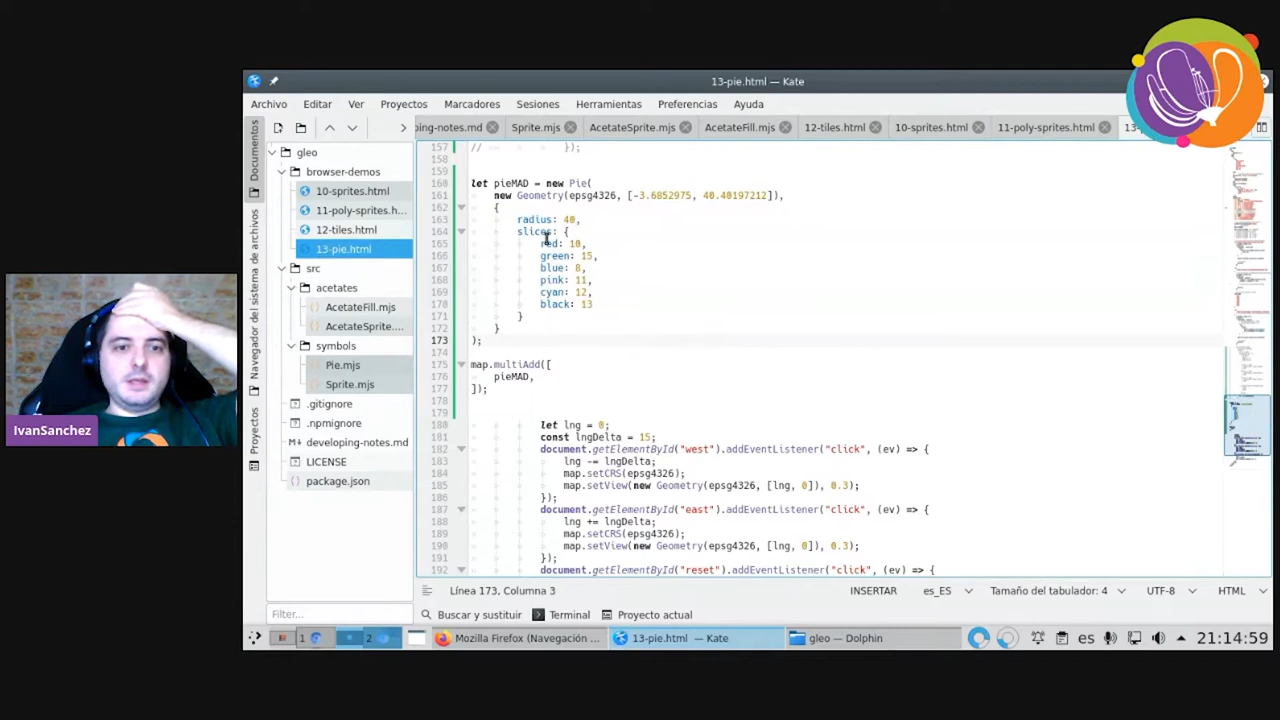 13-pie.html — Kate
Archivo Editar Ver Proyectos Marcadores Sesiones Herramientas Preferencias Ayuda
ping-notes.md Sprite.mjs AcetateSprite.mjs AcetateFill.mjs 12-tiles.html 10-sprites.html 11-poly-sprites.html 13-
Documentos
Navegador del sistema de archivos
Proyectos
gleo
browser-demos
10-sprites.html
11-poly-sprites.h...
12-tiles.html
13-pie.html
src
acetates
AcetateFill.mjs
AcetateSprite....
symbols
Pie.mjs
Sprite.mjs
.gitignore
.npmignore
developing-notes.md
LICENSE
package.json
Filter...
157 // });
158
159
160 let pieMAD = new Pie(
161 new Geometry(epsg4326, [-3.6852975, 40.40197212]),
162 {
163 radius: 40,
164 slices: {
165 red: 10,
166 green: 15,
167 blue: 8,
168 pink: 11,
169 cyan: 12,
170 black: 13
171 }
172 }
173 );
174
175 map.multiAdd([
176 pieMAD,
177 ]);
178
179
180 let lng = 0;
181 const lngDelta = 15;
182 document.getElementById("west").addEventListener("click", (ev) => {
183 lng -= lngDelta;
184 map.setCRS(epsg4326);
185 map.setView(new Geometry(epsg4326, [lng, 0]), 0.3);
186 });
187 document.getElementById("east").addEventListener("click", (ev) => {
188 lng += lngDelta;
189 map.setCRS(epsg4326);
190 map.setView(new Geometry(epsg4326, [lng, 0]), 0.3);
191 });
192 document.getElementById("reset").addEventListener("click", (ev) => {
Línea 173, Columna 3 INSERTAR es_ES Tamaño del tabulador: 4 UTF-8 HTML
Buscar y sustituir Terminal Proyecto actual
1 2 Mozilla Firefox (Navegación ... 13-pie.html — Kate gleo — Dolphin es 21:14:59
IvanSanchez